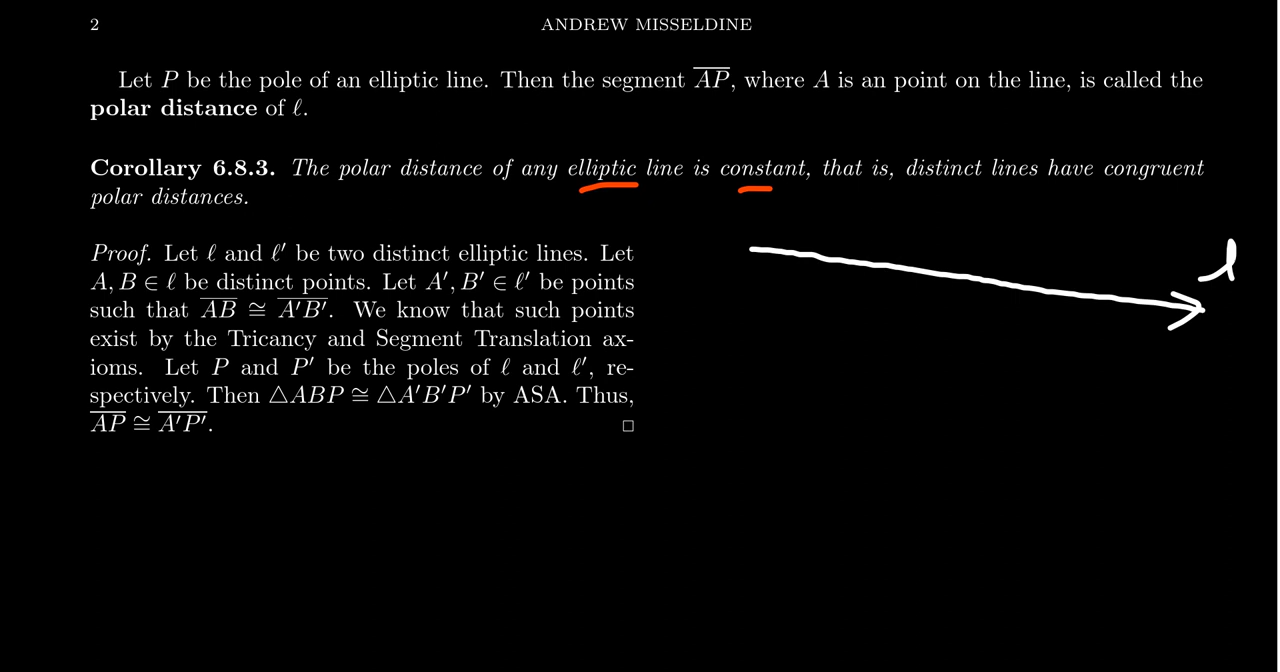 2 ANDREW MISSELDINE
Let P be the pole of an elliptic line. Then the segment \overline{AP}, where A is an point on the line, is called the
polar distance of ℓ.
Corollary 6.8.3. The polar distance of any elliptic line is constant, that is, distinct lines have congruent
polar distances.
Proof. Let ℓ and ℓ′ be two distinct elliptic lines. Let
A, B ∈ ℓ be distinct points. Let A′, B′ ∈ ℓ′ be points
such that \overline{AB} ≅ \overline{A′B′}. We know that such points
exist by the Tricancy and Segment Translation ax-
ioms. Let P and P′ be the poles of ℓ and ℓ′, re-
spectively. Then △ABP ≅ △A′B′P′ by ASA. Thus,
\overline{AP} ≅ \overline{A′P′}. □
ℓ